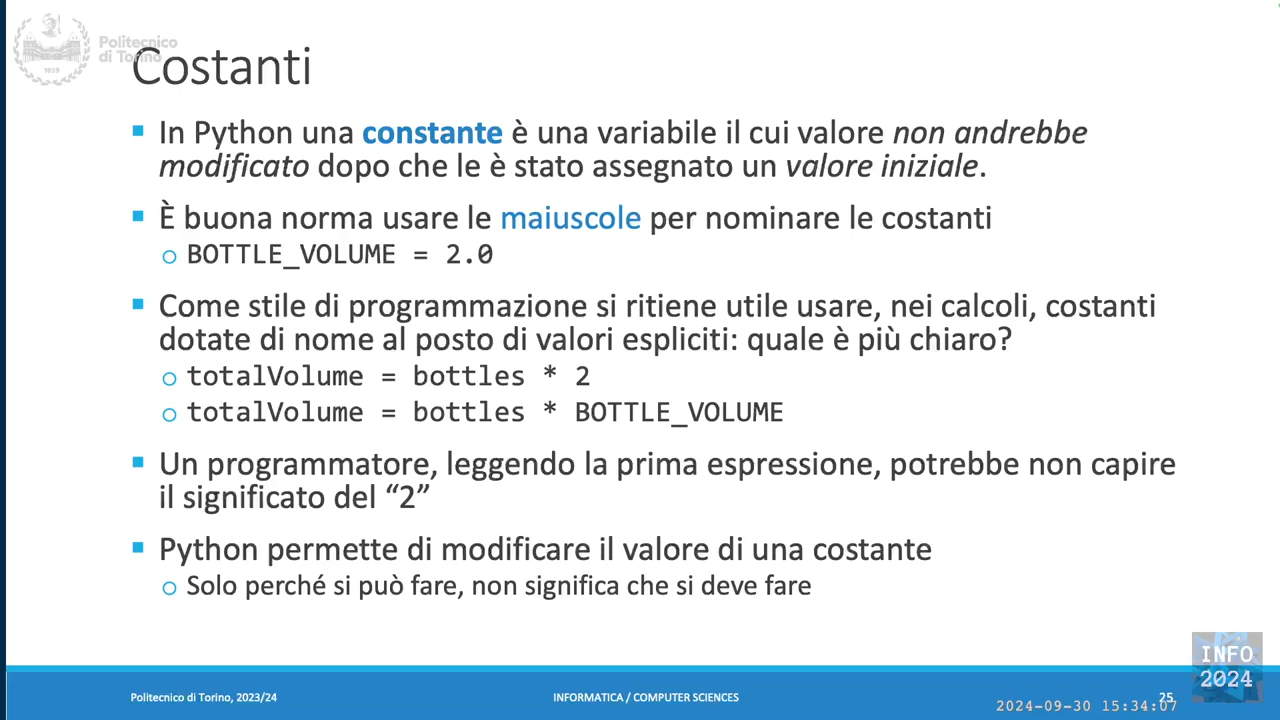 Politecnico
di Torino
1859
Costanti
▪ In Python una constante è una variabile il cui valore non andrebbe
modificato dopo che le è stato assegnato un valore iniziale.
▪ È buona norma usare le maiuscole per nominare le costanti
o BOTTLE_VOLUME = 2.0
▪ Come stile di programmazione si ritiene utile usare, nei calcoli, costanti
dotate di nome al posto di valori espliciti: quale è più chiaro?
o totalVolume = bottles * 2
o totalVolume = bottles * BOTTLE_VOLUME
▪ Un programmatore, leggendo la prima espressione, potrebbe non capire
il significato del “2”
▪ Python permette di modificare il valore di una costante
o Solo perché si può fare, non significa che si deve fare
INFO
2024
Politecnico di Torino, 2023/24
INFORMATICA / COMPUTER SCIENCES
25
2024-09-30 15:34:07